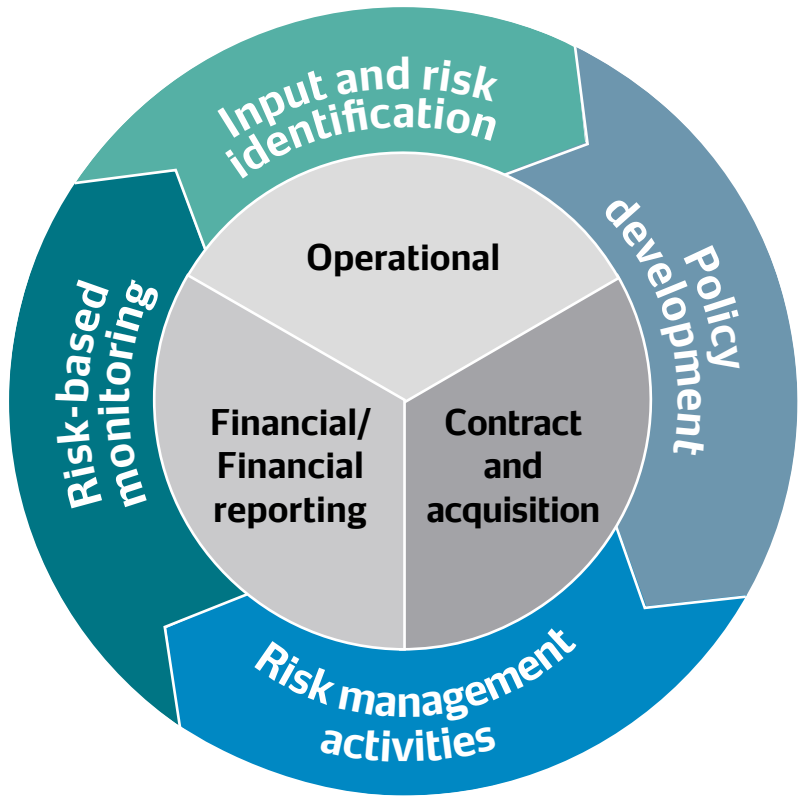 Input and risk
identification
Policy
development
Risk management
activities
Risk-based
monitoring
Operational
Contract
and
acquisition
Financial/
Financial
reporting